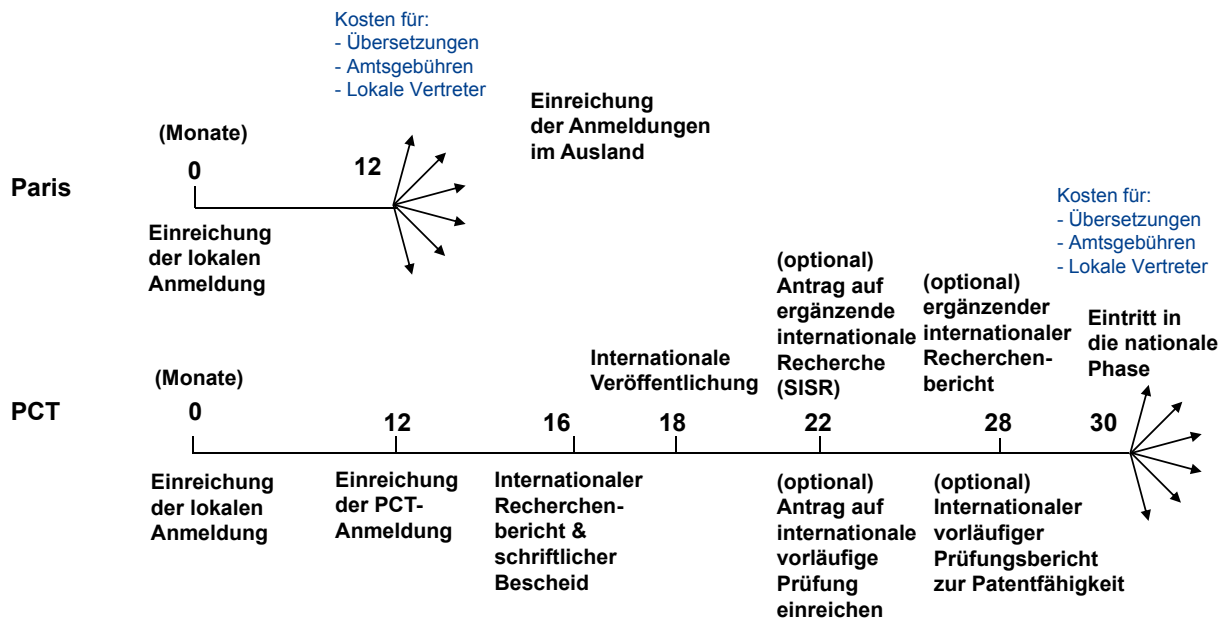 Kosten für:
- Übersetzungen
- Amtsgebühren
- Lokale Vertreter
Einreichung
der Anmeldungen
im Ausland
(Monate)
0
12
Paris
Einreichung
der lokalen
Anmeldung
Kosten für:
- Übersetzungen
- Amtsgebühren
- Lokale Vertreter
(optional)
Antrag auf
ergänzende
internationale
Recherche
(SISR)
(optional)
ergänzender
internationaler
Recherchen-
bericht
Eintritt in
die nationale
Phase
Internationale
Veröffentlichung
(Monate)
PCT
0
12
16
18
22
28
30
Einreichung
der lokalen
Anmeldung
Einreichung
der PCT-
Anmeldung
Internationaler
Recherchen-
bericht &
schriftlicher
Bescheid
(optional)
Antrag auf
internationale
vorläufige
Prüfung
einreichen
(optional)
Internationaler
vorläufiger
Prüfungsbericht
zur Patentfähigkeit